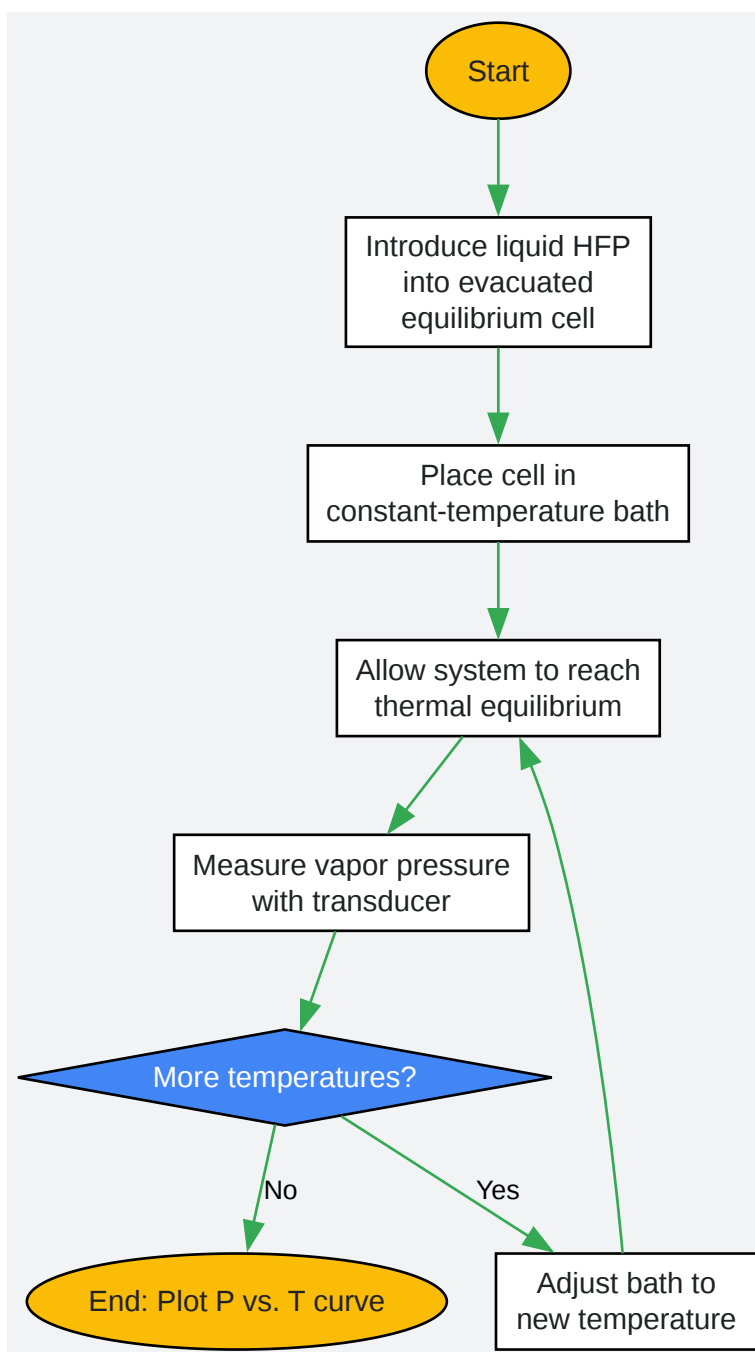 Start
Introduce liquid HFP
into evacuated
equilibrium cell
Place cell in
constant-temperature bath
Allow system to reach
thermal equilibrium
Measure vapor pressure
with transducer
More temperatures?
No
Yes
End: Plot P vs. T curve
Adjust bath to
new temperature